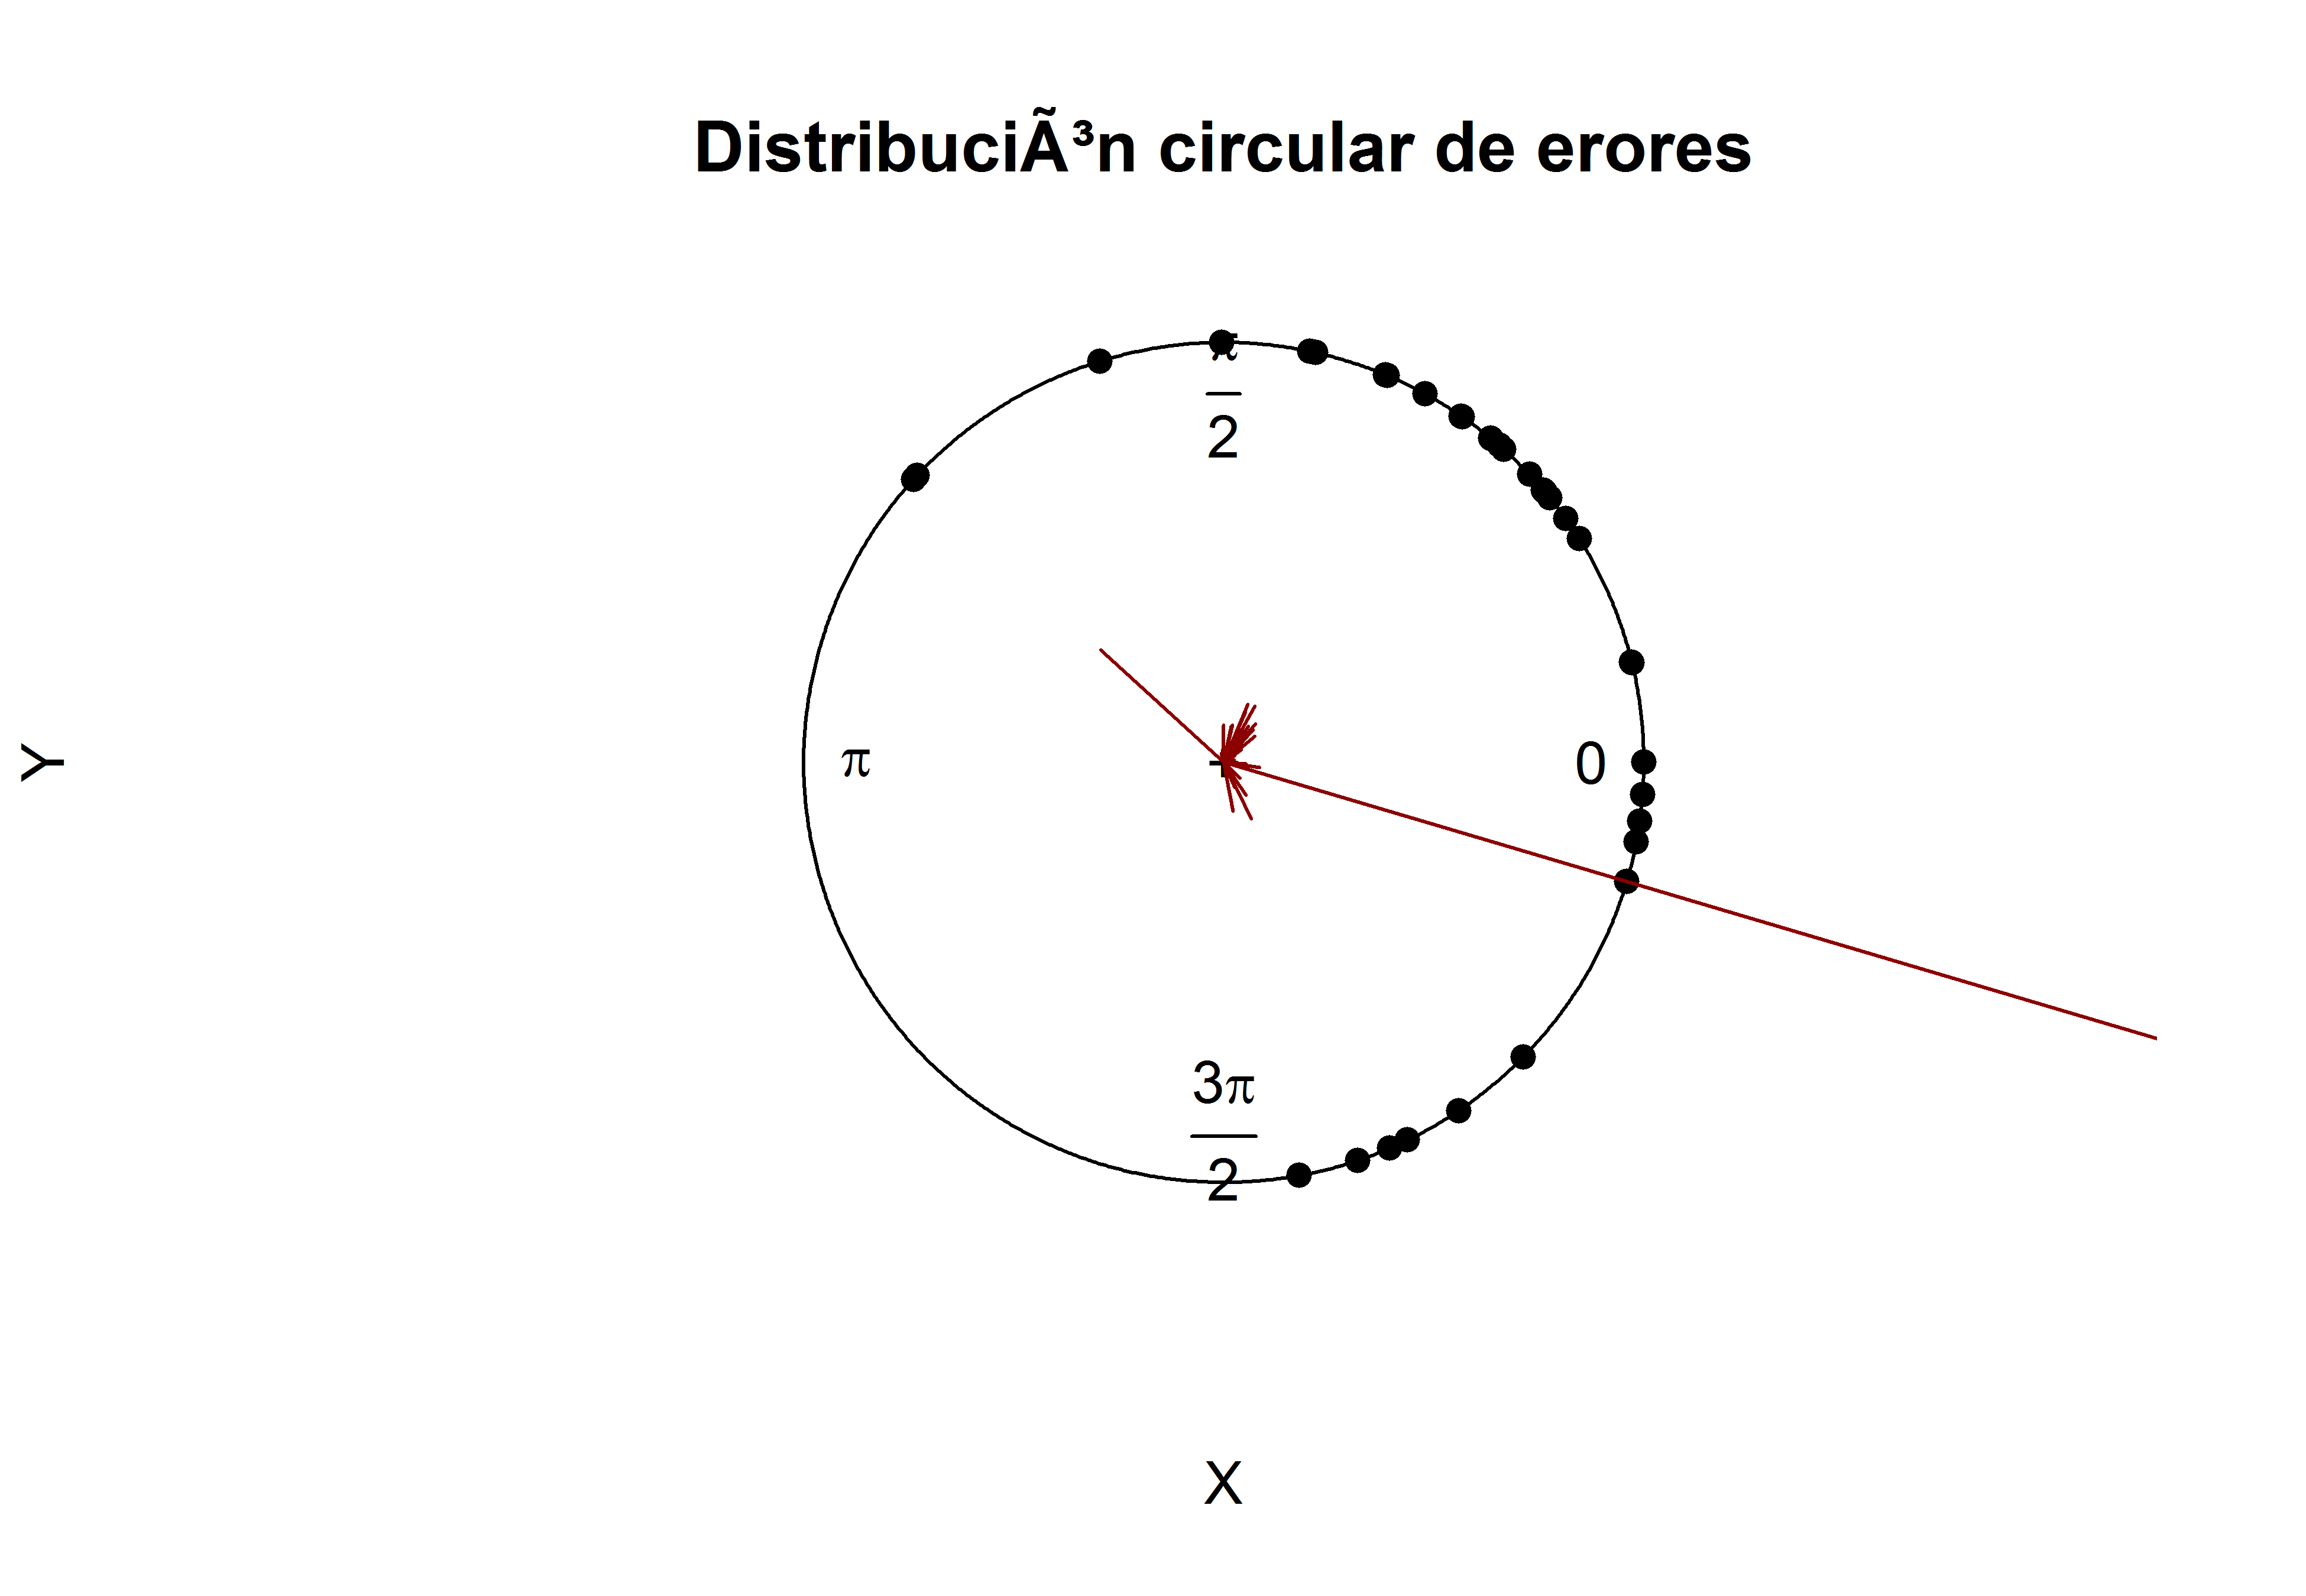 DistribuciÃ³n circular de erores
π
2
Y
π
0
3π
2
X